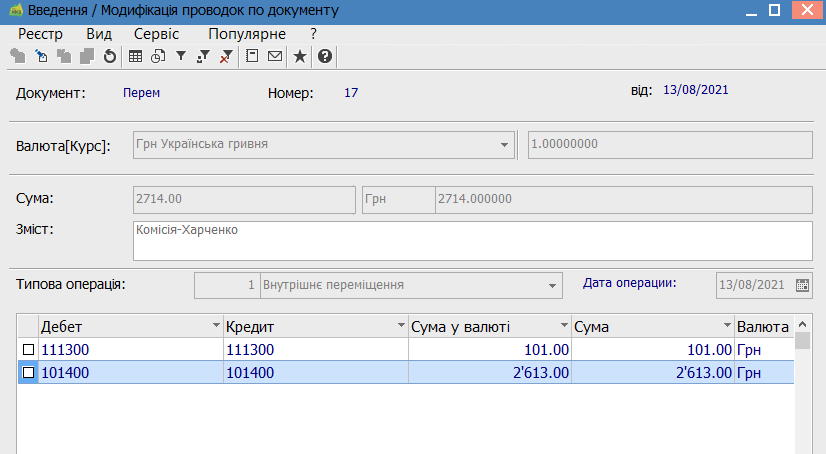 Введення / Модифікація проводок по документу
Реєстр Вид Сервіс Популярне ?
Документ: Перем Номер: 17 від: 13/08/2021
Валюта[Курс]: Грн Українська гривня 1.00000000
Сума: 2714.00 Грн 2714.000000
Зміст: Комісія-Харченко
Типова операція: 1 Внутрішнє переміщення Дата операции: 13/08/2021
Дебет Кредит Сума у валюті Сума Валюта
111300 111300 101.00 101.00 Грн
101400 101400 2'613.00 2'613.00 Грн